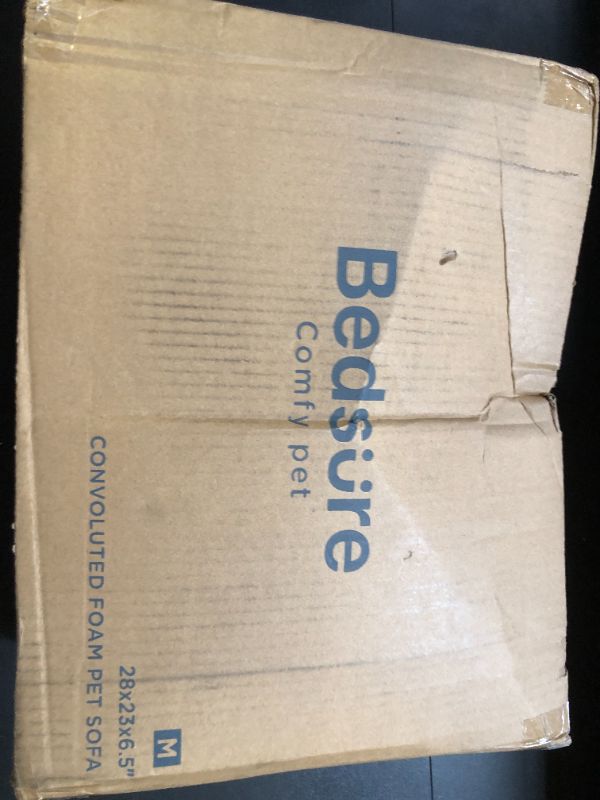 Bedsure
Comfy pet
M
28x23x6.5"
CONVOLUTED FOAM PET SOFA